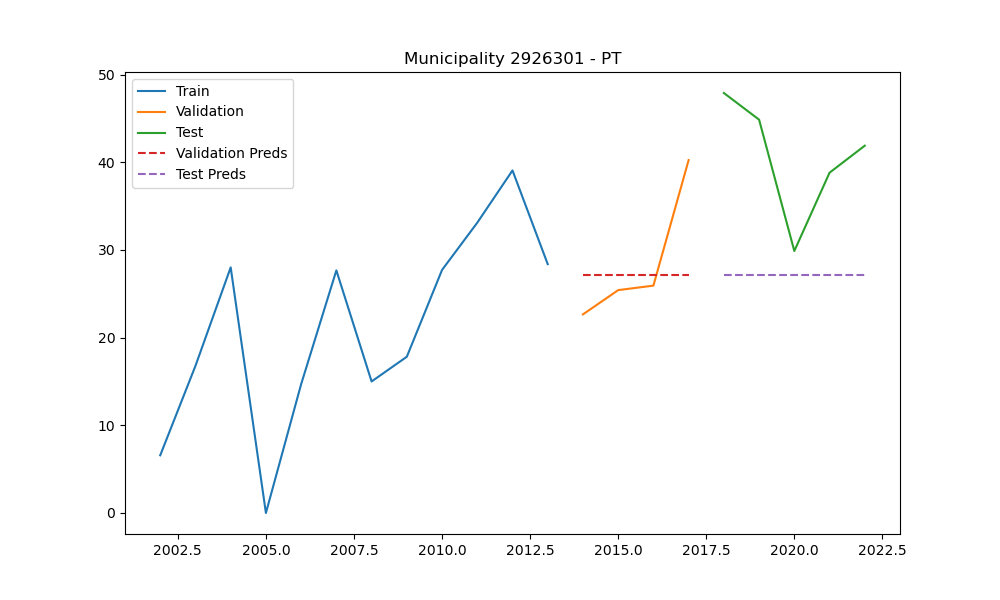 Municipality 2926301 - PT
50
40
30
20
10
0
Train
Validation
Test
Validation Preds
Test Preds
2002.5 2005.0 2007.5 2010.0 2012.5 2015.0 2017.5 2020.0 2022.5